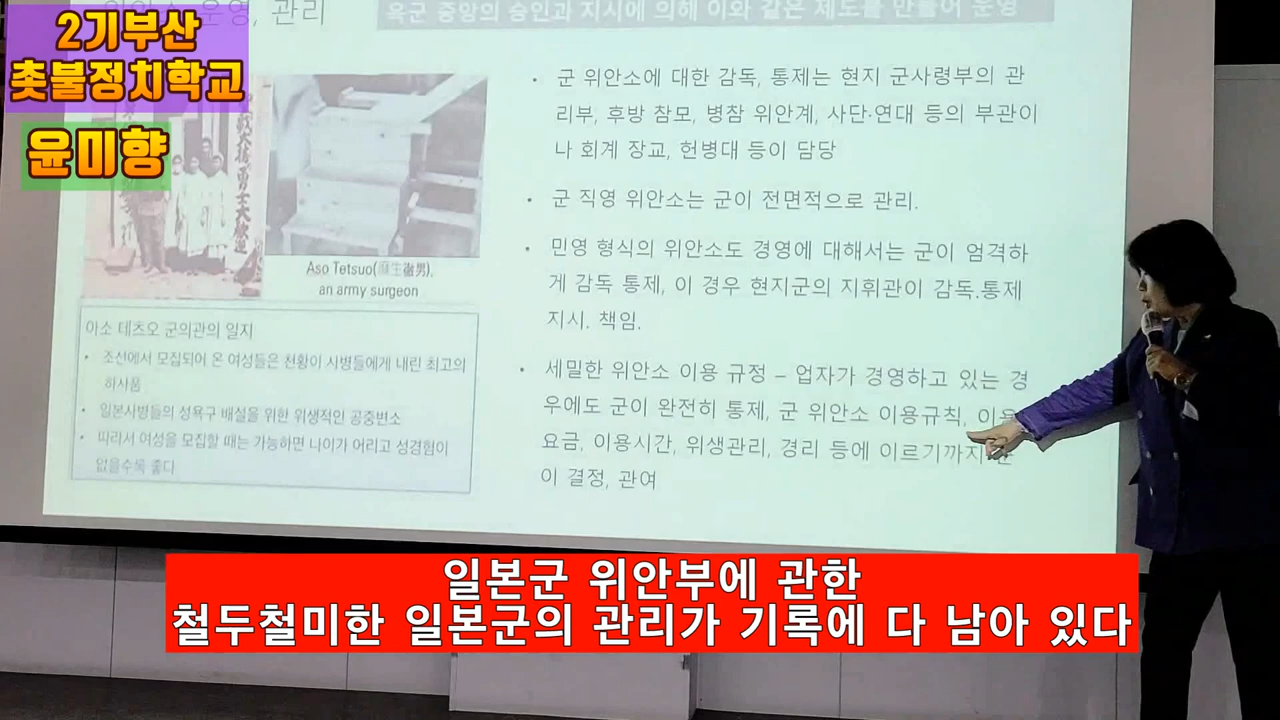 2기부산
촛불정치학교
윤미향
위안소 운영, 관리
육군 중앙의 승인과 지시에 의해 이와 같은 제도를 만들어 운영
大歡迎
Aso Tetsuo(麻生徹男),
an army surgeon
아소 테츠오 군의관의 일지
• 조선에서 모집되어 온 여성들은 천황이 사병들에게 내린 최고의
하사품
• 일본사병들의 성욕구 배설을 위한 위생적인 공중변소
• 따라서 여성을 모집할 때는 가능하면 나이가 어리고 성경험이
없을수록 좋다
• 군 위안소에 대한 감독, 통제는 현지 군사령부의 관
리부, 후방 참모, 병참 위안계, 사단·연대 등의 부관이
나 회계 장교, 헌병대 등이 담당
• 군 직영 위안소는 군이 전면적으로 관리.
• 민영 형식의 위안소도 경영에 대해서는 군이 엄격하
게 감독 통제, 이 경우 현지군의 지휘관이 감독.통제
지시. 책임.
• 세밀한 위안소 이용 규정 – 업자가 경영하고 있는 경
우에도 군이 완전히 통제, 군 위안소 이용규칙, 이용
요금, 이용시간, 위생관리, 경리 등에 이르기까지
이 결정, 관여
일본군 위안부에 관한
철두철미한 일본군의 관리가 기록에 다 남아 있다